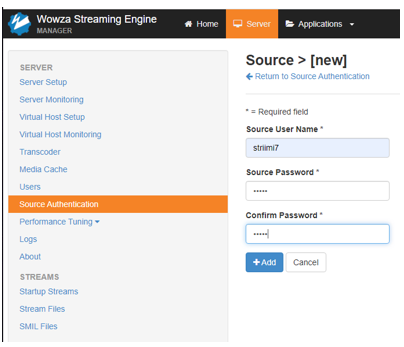 Wowza Streaming Engine
MANAGER
Home
Server
Applications
SERVER
Server Setup
Server Monitoring
Virtual Host Setup
Virtual Host Monitoring
Transcoder
Media Cache
Users
Source Authentication
Performance Tuning
Logs
About
STREAMS
Startup Streams
Stream Files
SMIL Files
Source > [new]
Return to Source Authentication
* = Required field
Source User Name *
striimi7
Source Password *
•••••
Confirm Password *
•••••
+Add Cancel